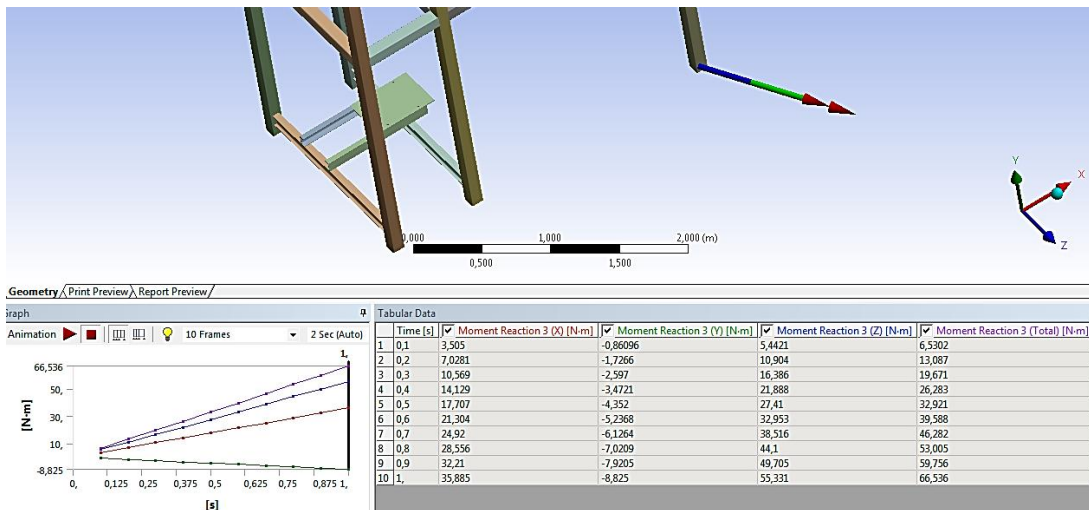 Y
X
Z
0,000 1,000 2,000 (m)
0,500 1,500
Geometry Print Preview Report Preview
Graph
Animation 10 Frames 2 Sec (Auto)
1,
66,536
50,
30,
10,
-8,825
[N·m]
0, 0,125 0,25 0,375 0,5 0,625 0,75 0,875 1,
[s]
Tabular Data
Time [s] Moment Reaction 3 (X) [N·m] Moment Reaction 3 (Y) [N·m] Moment Reaction 3 (Z) [N·m] Moment Reaction 3 (Total) [N·m]
1 0,1 3,505 -0,86096 5,4421 6,5302
2 0,2 7,0281 -1,7266 10,904 13,087
3 0,3 10,569 -2,597 16,386 19,671
4 0,4 14,129 -3,4721 21,888 26,283
5 0,5 17,707 -4,352 27,41 32,921
6 0,6 21,304 -5,2368 32,953 39,588
7 0,7 24,92 -6,1264 38,516 46,282
8 0,8 28,556 -7,0209 44,1 53,005
9 0,9 32,21 -7,9205 49,705 59,756
10 1, 35,885 -8,825 55,331 66,536